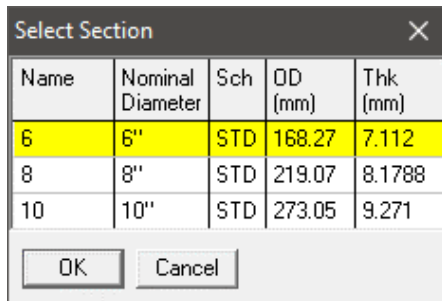 Select Section
Name Nominal Diameter Sch OD (mm) Thk (mm)
6 6" STD 168.27 7.112
8 8" STD 219.07 8.1788
10 10" STD 273.05 9.271
OK Cancel